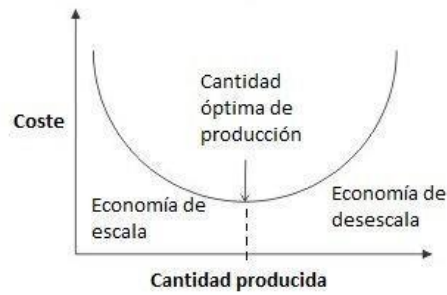 Cantidad
óptima de
producción
Coste
Economía de
escala
Economía de
desescala
Cantidad producida